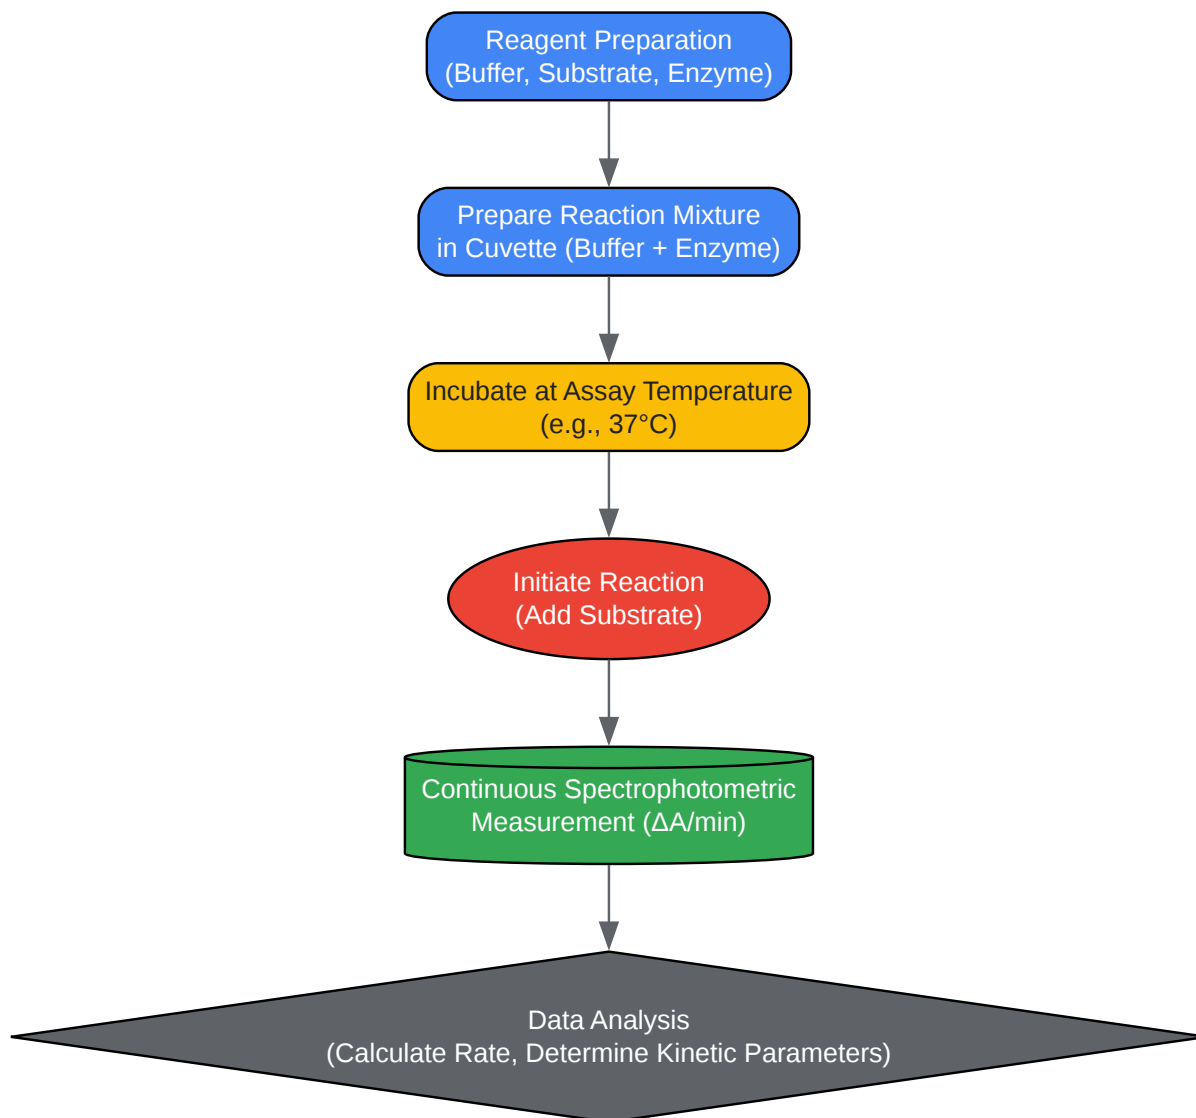 Reagent Preparation
(Buffer, Substrate, Enzyme)
Prepare Reaction Mixture
in Cuvette (Buffer + Enzyme)
Incubate at Assay Temperature
(e.g., 37°C)
Initiate Reaction
(Add Substrate)
Continuous Spectrophotometric
Measurement (ΔA/min)
Data Analysis
(Calculate Rate, Determine Kinetic Parameters)